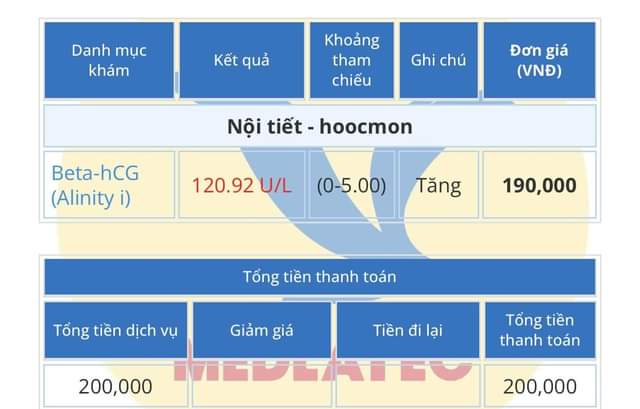 Danh mục khám
Kết quả
Khoảng tham chiếu
Ghi chú
Đơn giá (VNĐ)
Nội tiết - hoocmon
Beta-hCG (Alinity i)
120.92 U/L
(0-5.00)
Tăng
190,000
Tổng tiền thanh toán
Tổng tiền dịch vụ
Giảm giá
Tiền đi lại
Tổng tiền thanh toán
MEDLATEC
200,000
200,000